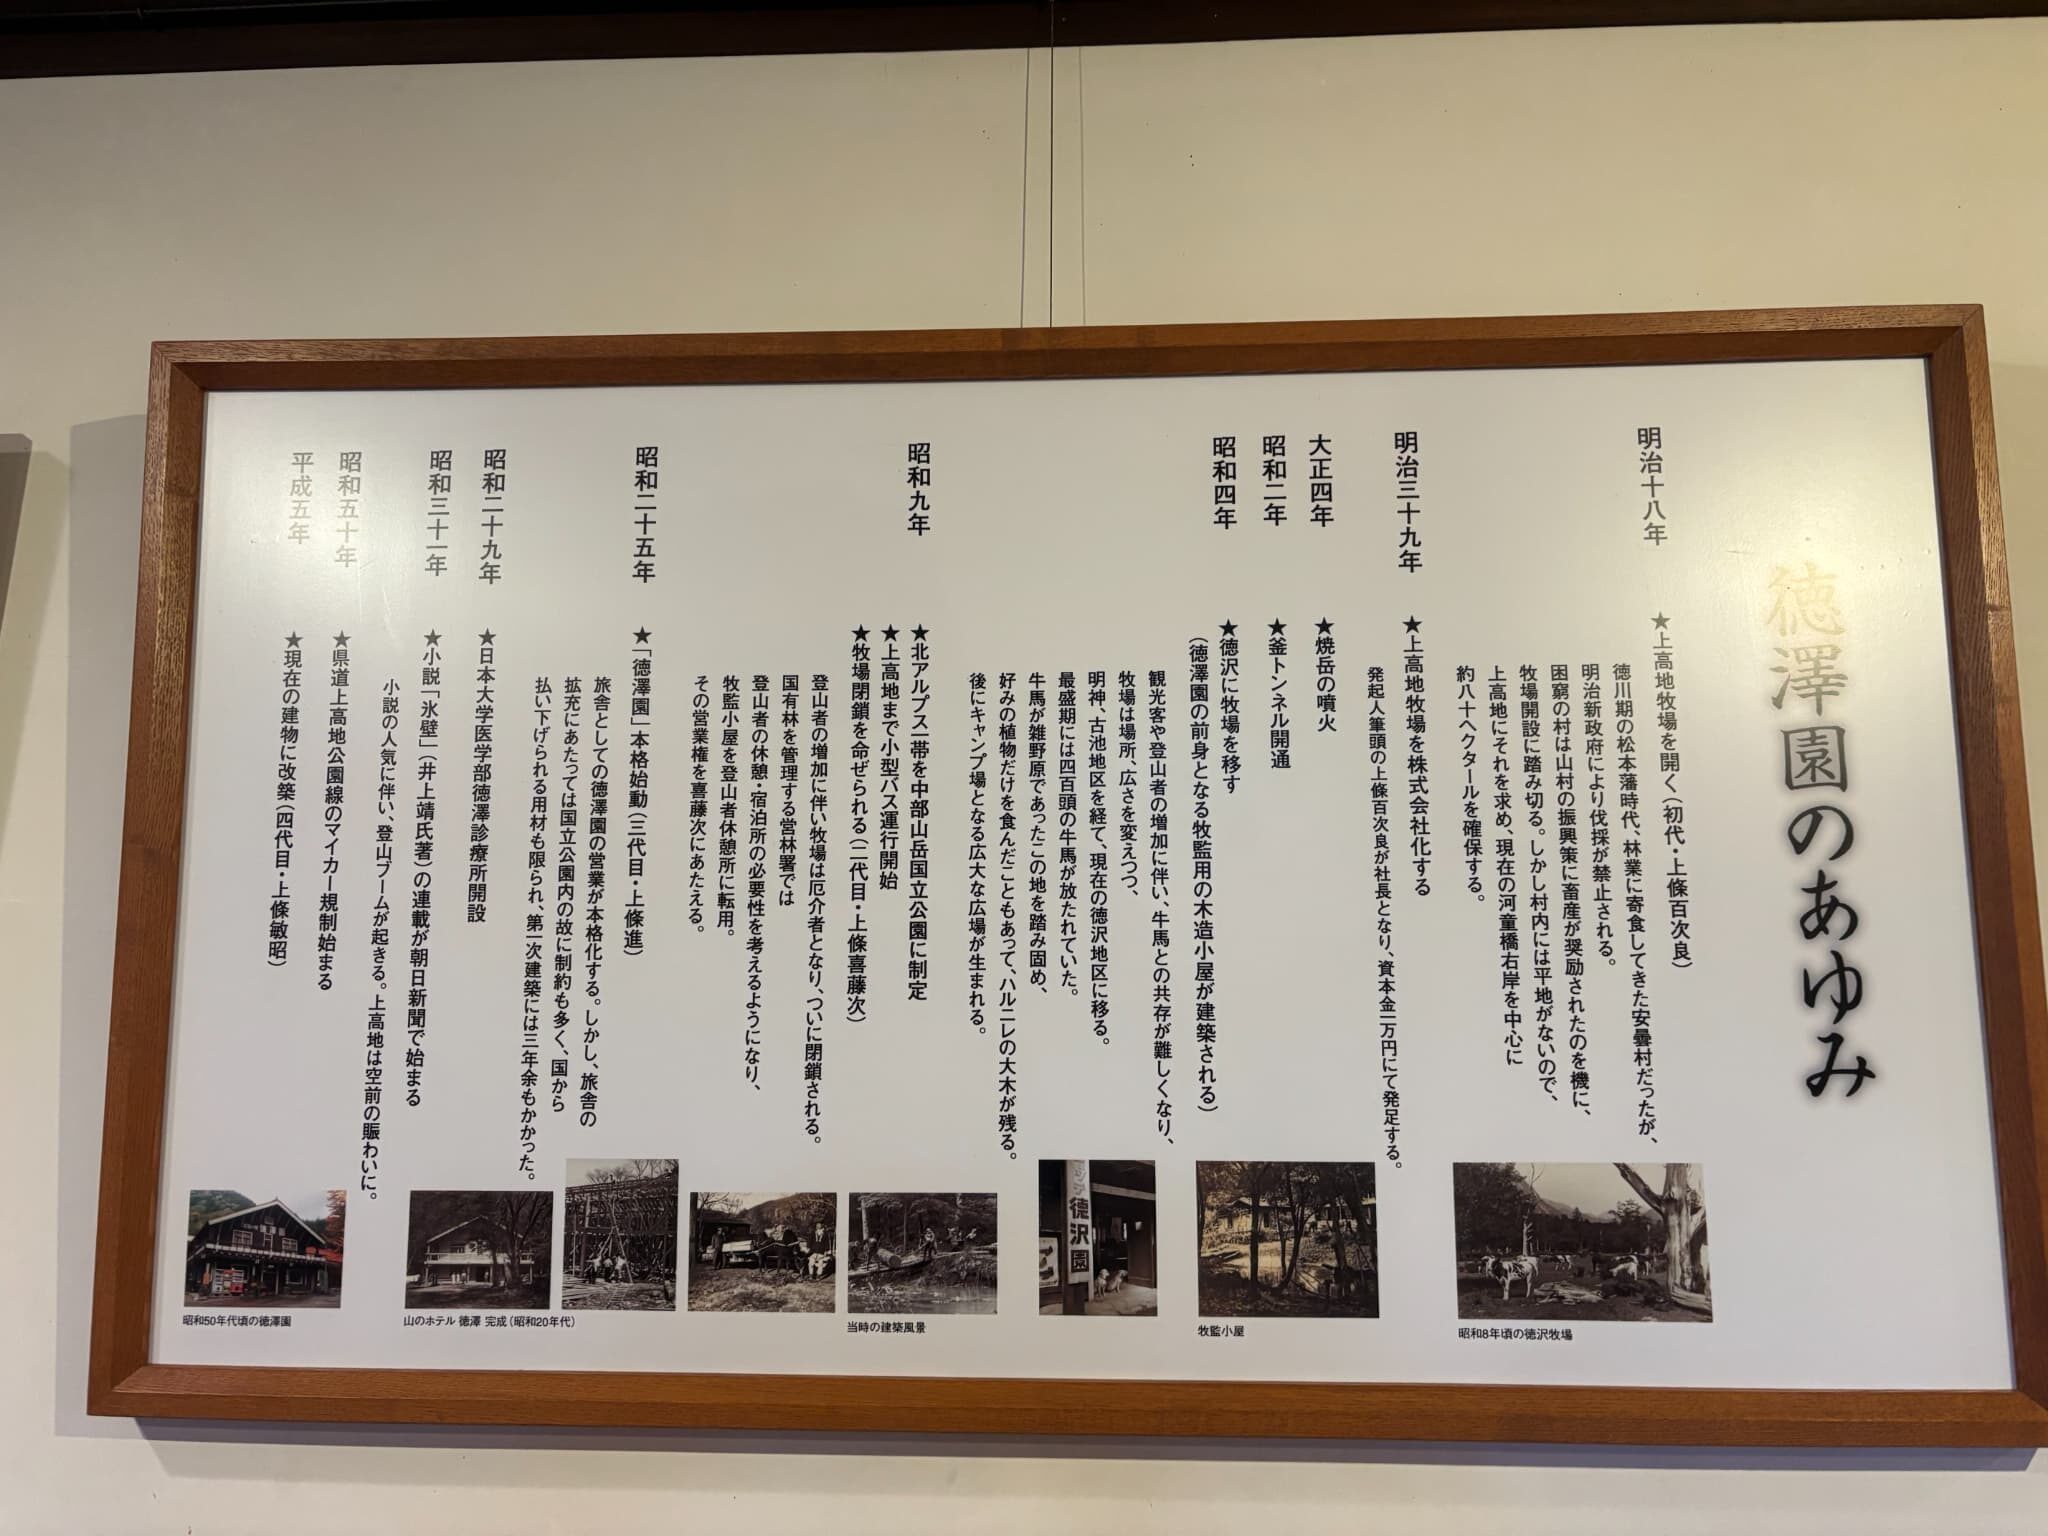 徳澤園のあゆみ
明治十八年
★上高地牧場を開く(初代・上條百次良)
徳川期の松本藩時代、林業に寄食してきた安曇村だったが、
明治新政府により伐採が禁止される。
困窮の村は山村の振興策に畜産が奨励されたのを機に、
牧場開設に踏み切る。しかし村内には平地がないので、
上高地にそれを求め、現在の河童橋右岸を中心に
約八十ヘクタールを確保する。
明治三十九年
★上高地牧場を株式会社化する
発起人筆頭の上條百次良が社長となり、資本金一万円にて発足する。
大正四年
★焼岳の噴火
昭和二年
★釜トンネル開通
昭和四年
★徳沢に牧場を移す
(徳澤園の前身となる牧監用の木造小屋が建築される)
観光客や登山者の増加に伴い、牛馬との共存が難しくなり、
牧場は場所、広さを変えつつ、
明神、古池地区を経て、現在の徳沢地区に移る。
最盛期には四百頭の牛馬が放たれていた。
牛馬が雑野原であったこの地を踏み固め、
好みの植物だけを食んだこともあって、ハルニレの大木が残る。
後にキャンプ場となる広大な広場が生まれる。
昭和九年
★北アルプス一帯を中部山岳国立公園に制定
★上高地まで小型バス運行開始
★牧場閉鎖を命ぜられる(二代目・上條喜藤次)
登山者の増加に伴い牧場は厄介者となり、ついに閉鎖される。
国有林を管理する営林署では
登山者の休憩・宿泊所の必要性を考えるようになり、
牧監小屋を登山者休憩所に転用。
その営業権を喜藤次にあたえる。
昭和二十五年
★「徳澤園」本格始動(三代目・上條進)
旅舎としての徳澤園の営業が本格化する。しかし、旅舎の
拡充にあたっては国立公園内の故に制約も多く、国から
払い下げられる用材も限られ、第一次建築には三年余もかかった。
昭和二十九年
★日本大学医学部徳澤診療所開設
昭和三十一年
★小説「氷壁」(井上靖氏著)の連載が朝日新聞で始まる
小説の人気に伴い、登山ブームが起きる。上高地は空前の賑わいに。
昭和五十年
★県道上高地公園線のマイカー規制始まる
平成五年
★現在の建物に改築(四代目・上條敏昭)
昭和8年頃の徳沢牧場
牧監小屋
徳沢園
当時の建築風景
山のホテル 徳澤 完成(昭和20年代)
昭和50年代頃の徳澤園